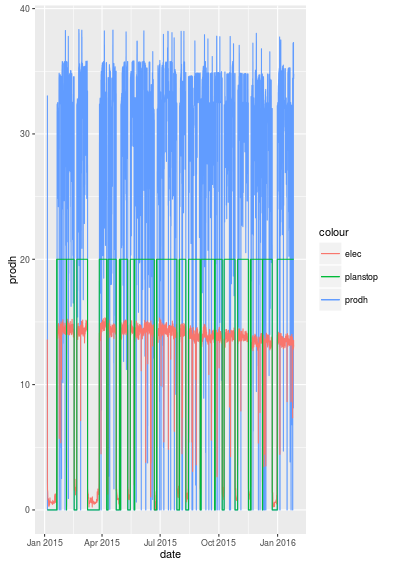 40
30
20
10
0
prodh
Jan 2015
Apr 2015
Jul 2015
Oct 2015
Jan 2016
date
colour
elec
planstop
prodh